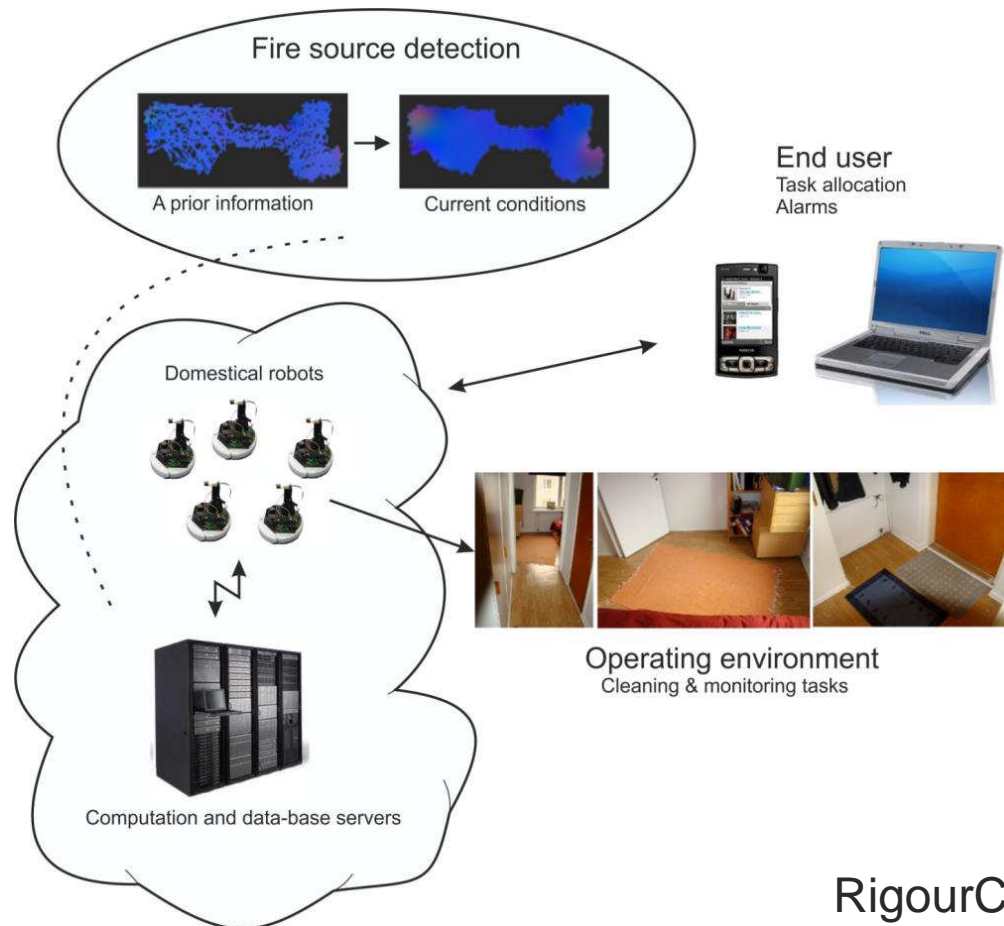 Fire source detection
A prior information
Current conditions
End user
Task allocation
Alarms
Domestical robots
Operating environment
Cleaning & monitoring tasks
Computation and data-base servers
RigourC